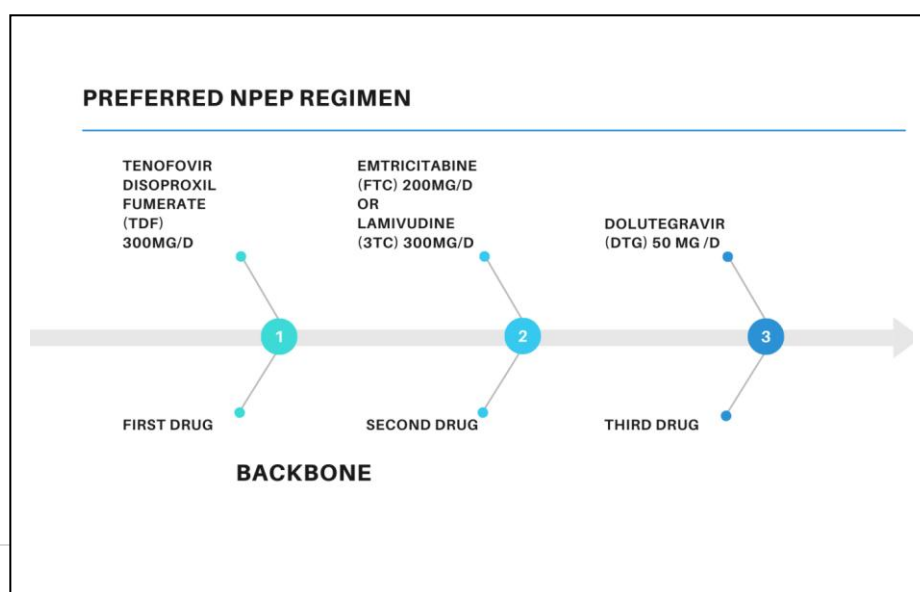 PREFERRED NPEP REGIMEN
TENOFOVIR
DISOPROXIL
FUMERATE
(TDF)
300MG/D
EMTRICITABINE
(FTC) 200MG/D
OR
LAMIVUDINE
(3TC) 300MG/D
DOLUTEGRAVIR
(DTG) 50 MG /D
1
2
3
FIRST DRUG
SECOND DRUG
THIRD DRUG
BACKBONE